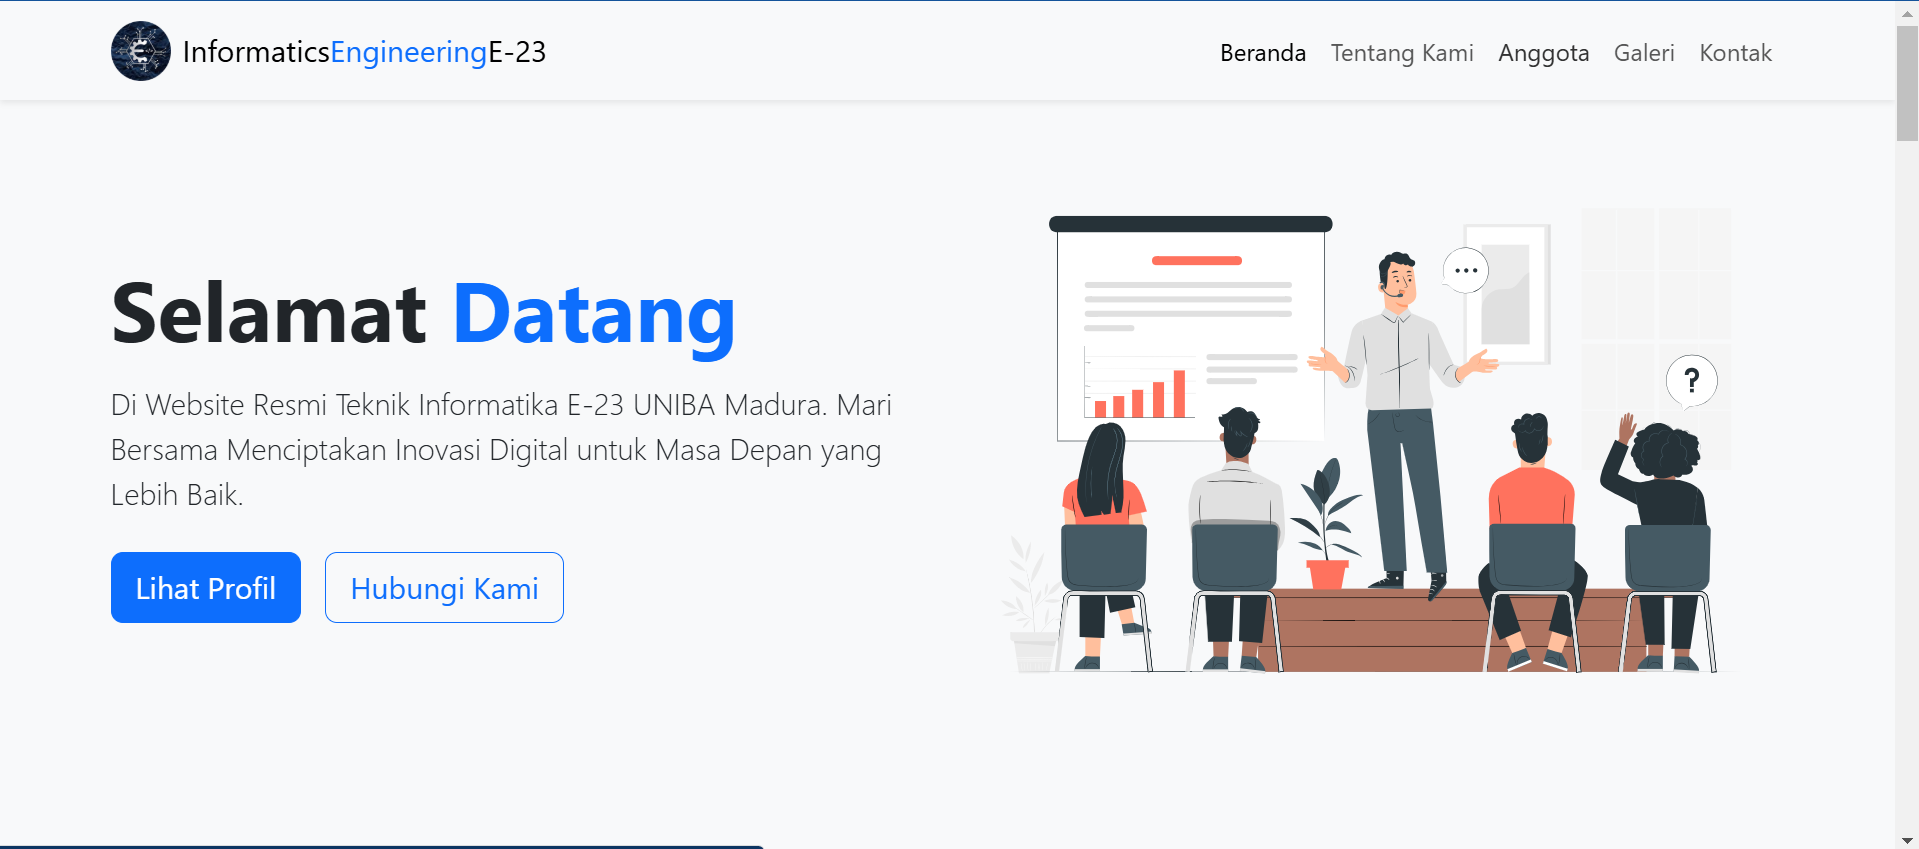 InformaticsEngineeringE-23
Beranda Tentang Kami Anggota Galeri Kontak
Selamat Datang
Di Website Resmi Teknik Informatika E-23 UNIBA Madura. Mari
Bersama Menciptakan Inovasi Digital untuk Masa Depan yang
Lebih Baik.
Lihat Profil
Hubungi Kami
...
?